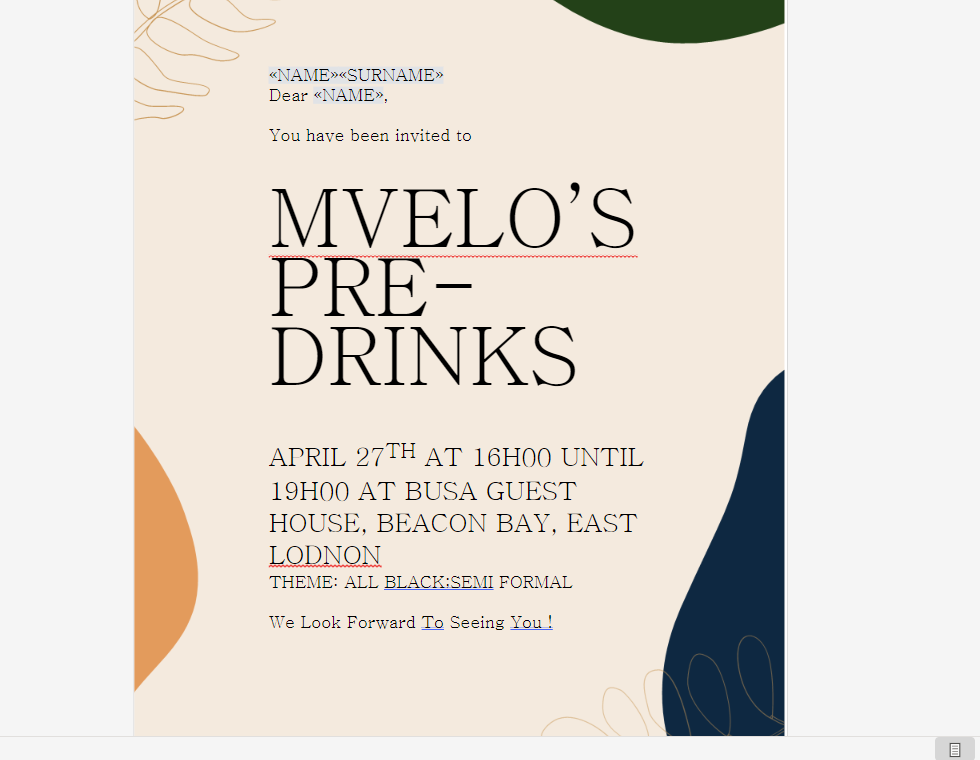 «NAME»«SURNAME»
Dear «NAME»,
You have been invited to
MVELO’S
PRE-
DRINKS
APRIL 27TH AT 16H00 UNTIL
19H00 AT BUSA GUEST
HOUSE, BEACON BAY, EAST
LODNON
THEME: ALL BLACK:SEMI FORMAL
We Look Forward To Seeing You !